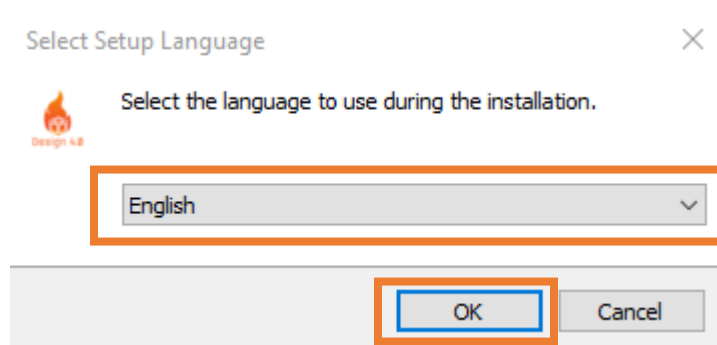 Select Setup Language
Select the language to use during the installation.
Design 4.0
English
OK
Cancel